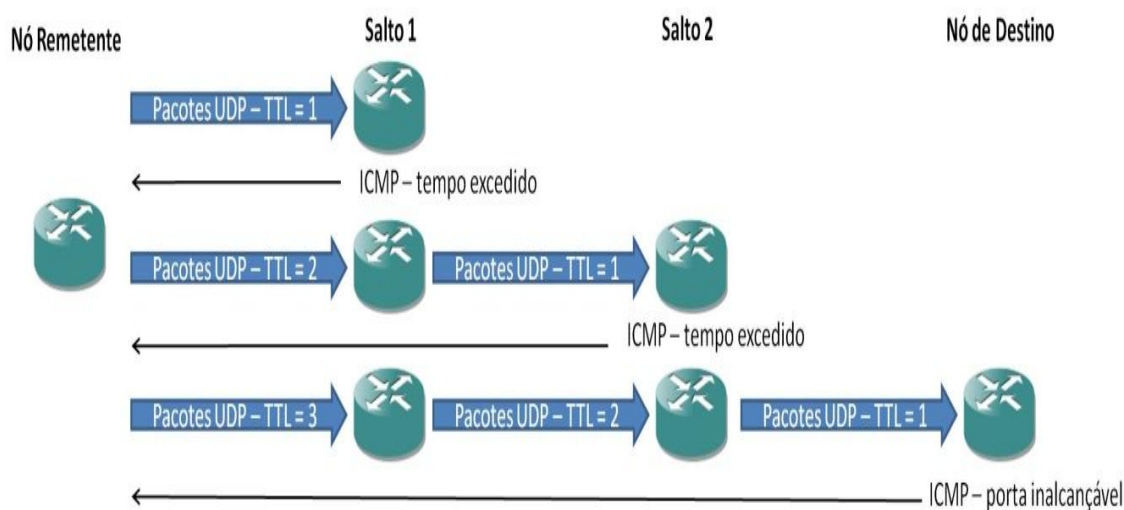 Nó Remetente
Salto 1
Salto 2
Nó de Destino
Pacotes UDP – TTL = 1
ICMP – tempo excedido
Pacotes UDP – TTL = 2
Pacotes UDP – TTL = 1
ICMP – tempo excedido
Pacotes UDP – TTL = 3
Pacotes UDP – TTL = 2
Pacotes UDP – TTL = 1
ICMP – porta inalcançável